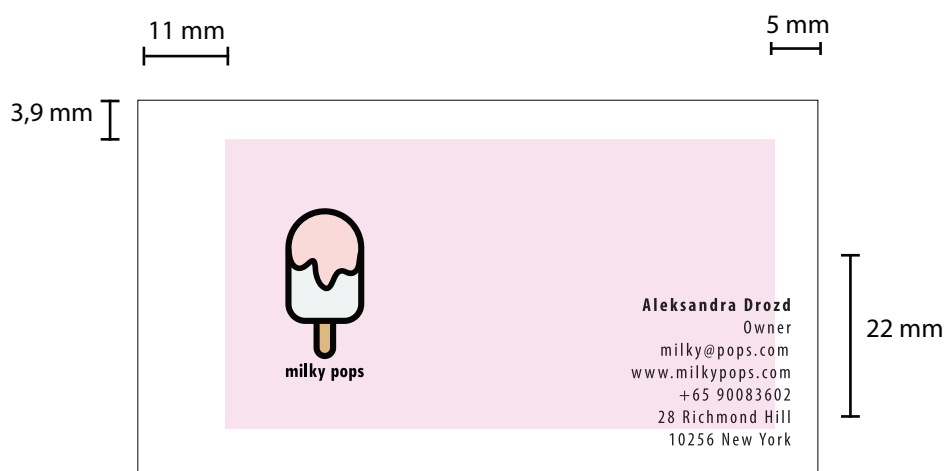 11 mm
5 mm
3,9 mm
milky pops
Aleksandra Drozd
Owner
milky@pops.com
www.milkypops.com
+65 90083602
28 Richmond Hill
10256 New York
22 mm